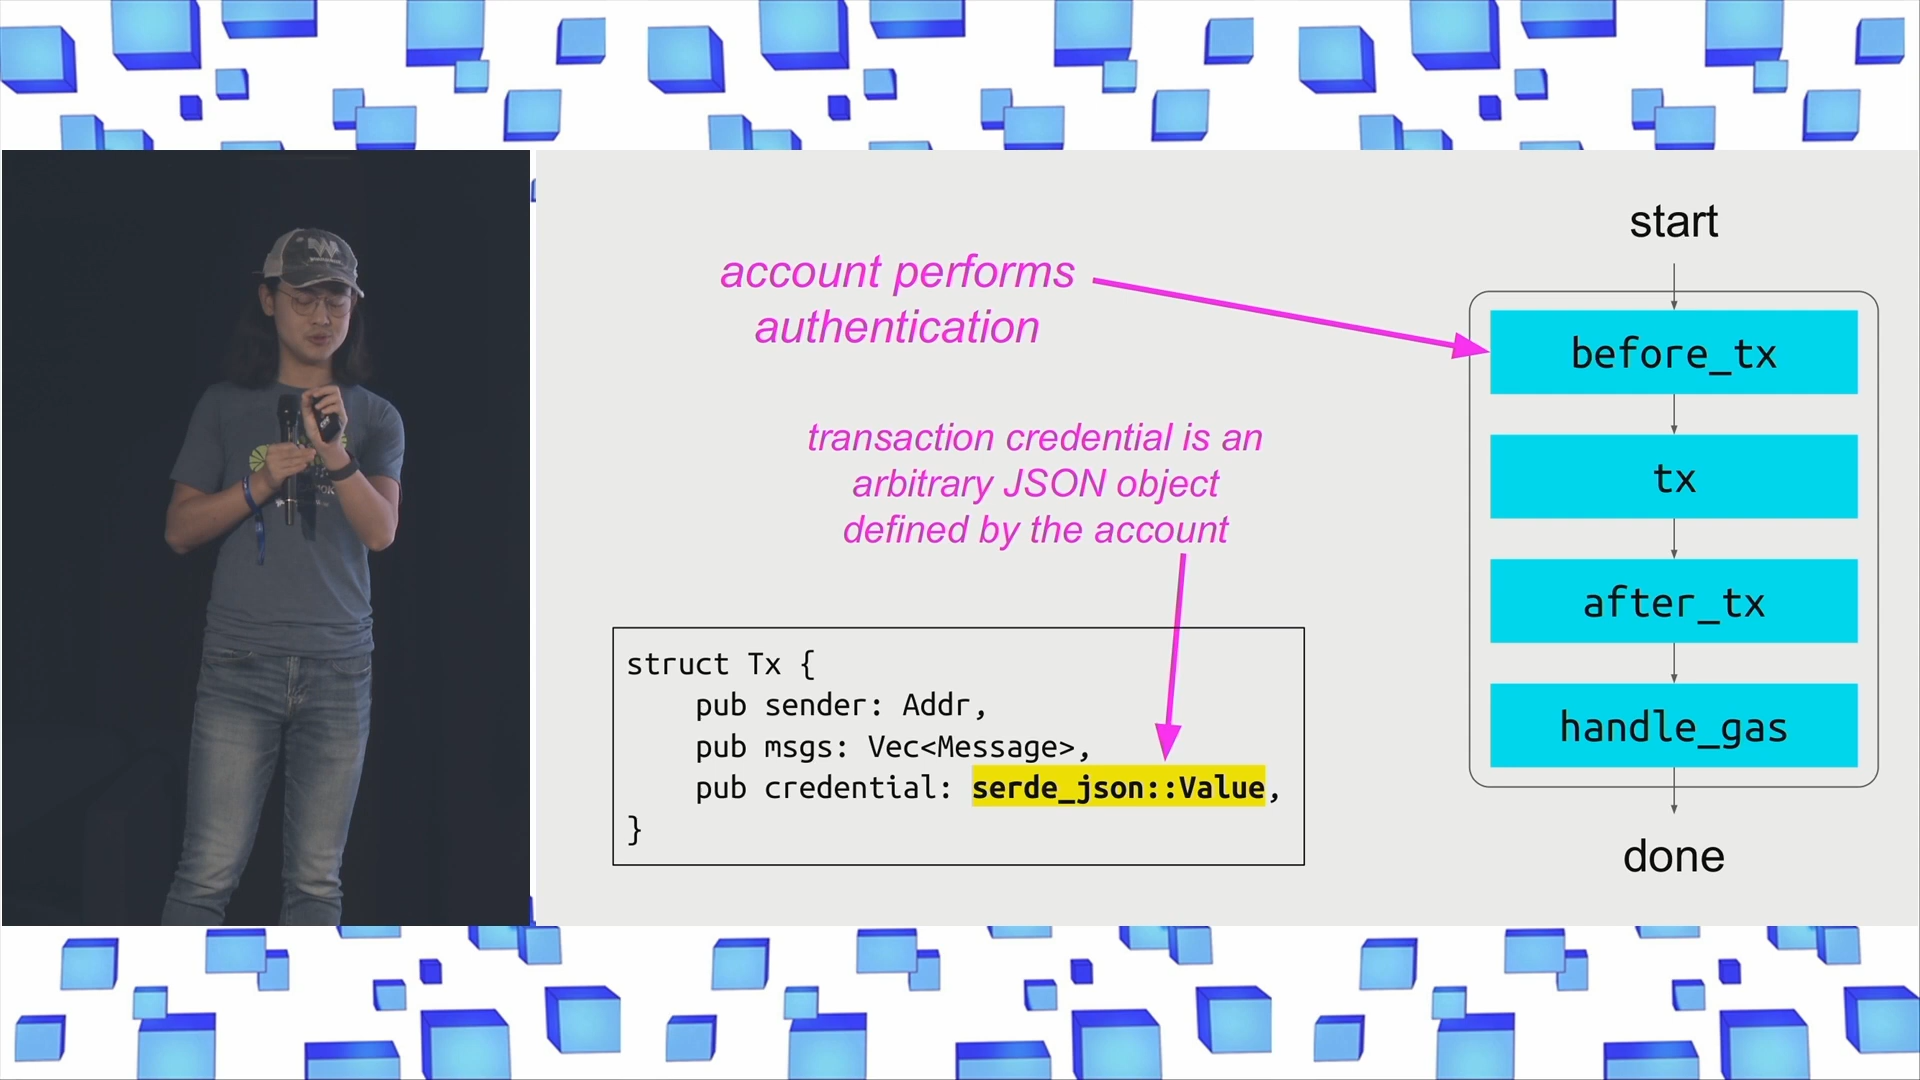 account performs
authentication
transaction credential is an
arbitrary JSON object
defined by the account
struct Tx {
    pub sender: Addr,
    pub msgs: Vec<Message>,
    pub credential: serde_json::Value,
}
start
before_tx
tx
after_tx
handle_gas
done